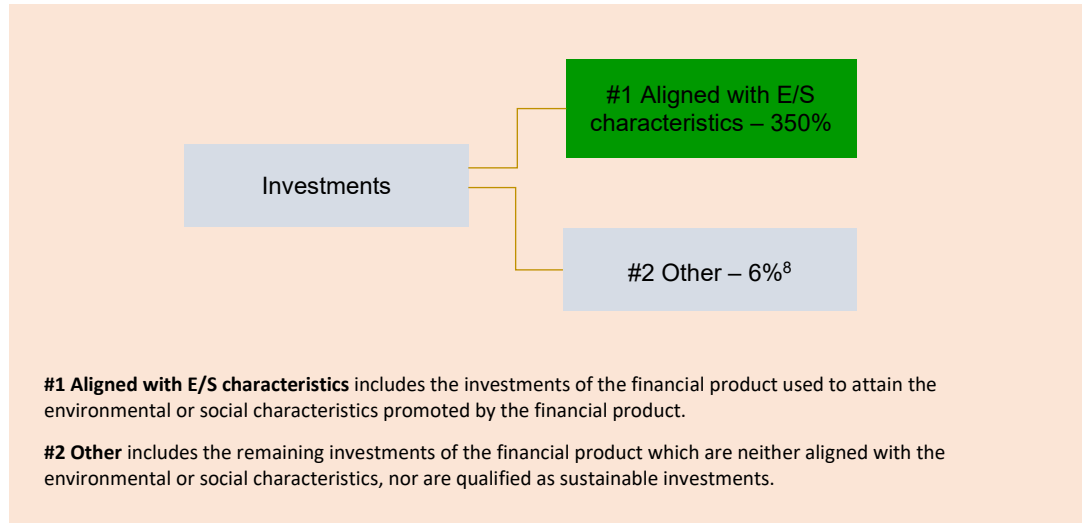 #1 Aligned with E/S
characteristics – 350%
Investments
#2 Other – 6%8
#1 Aligned with E/S characteristics includes the investments of the financial product used to attain the
environmental or social characteristics promoted by the financial product.
#2 Other includes the remaining investments of the financial product which are neither aligned with the
environmental or social characteristics, nor are qualified as sustainable investments.